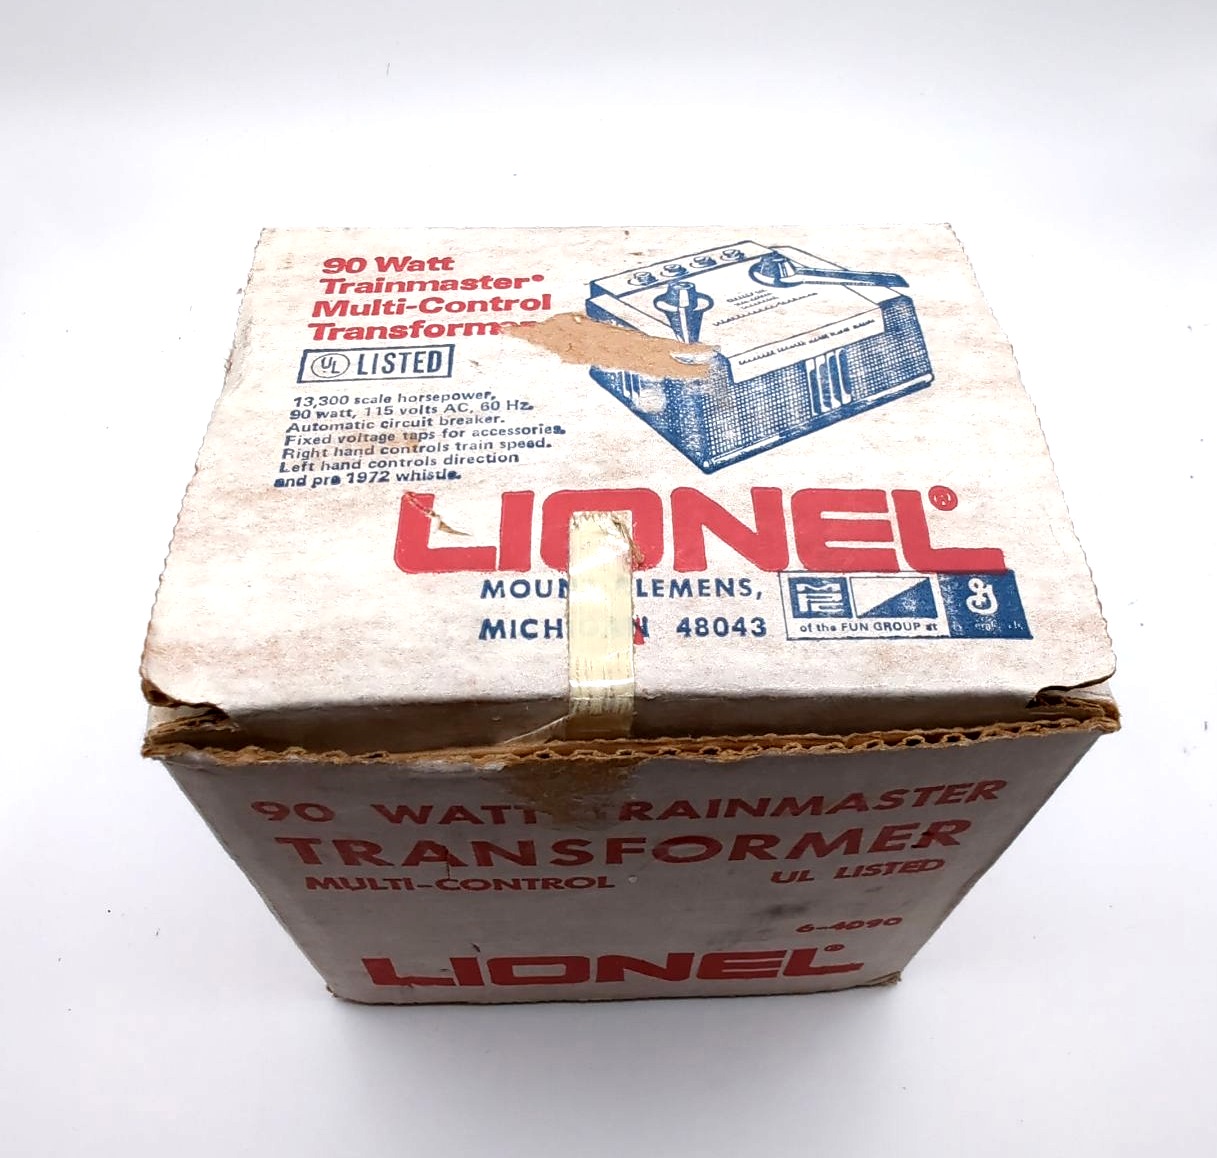 90 Watt
Trainmaster®
Multi-Control
Transform
UL LISTED
13,300 scale horsepower,
90 watt, 115 volts AC, 60 Hz.
Automatic circuit breaker.
Fixed voltage taps for accessories.
Right hand controls train speed.
Left hand controls direction
and pre 1972 whistle.
LIONEL®
MOUN LEMENS,
MICH N 48043
MPC
of the FUN GROUP at
G
90 WATT RAINMASTER
TRANSFORMER
MULTI-CONTROL UL LISTED
6-4090
LIONEL®